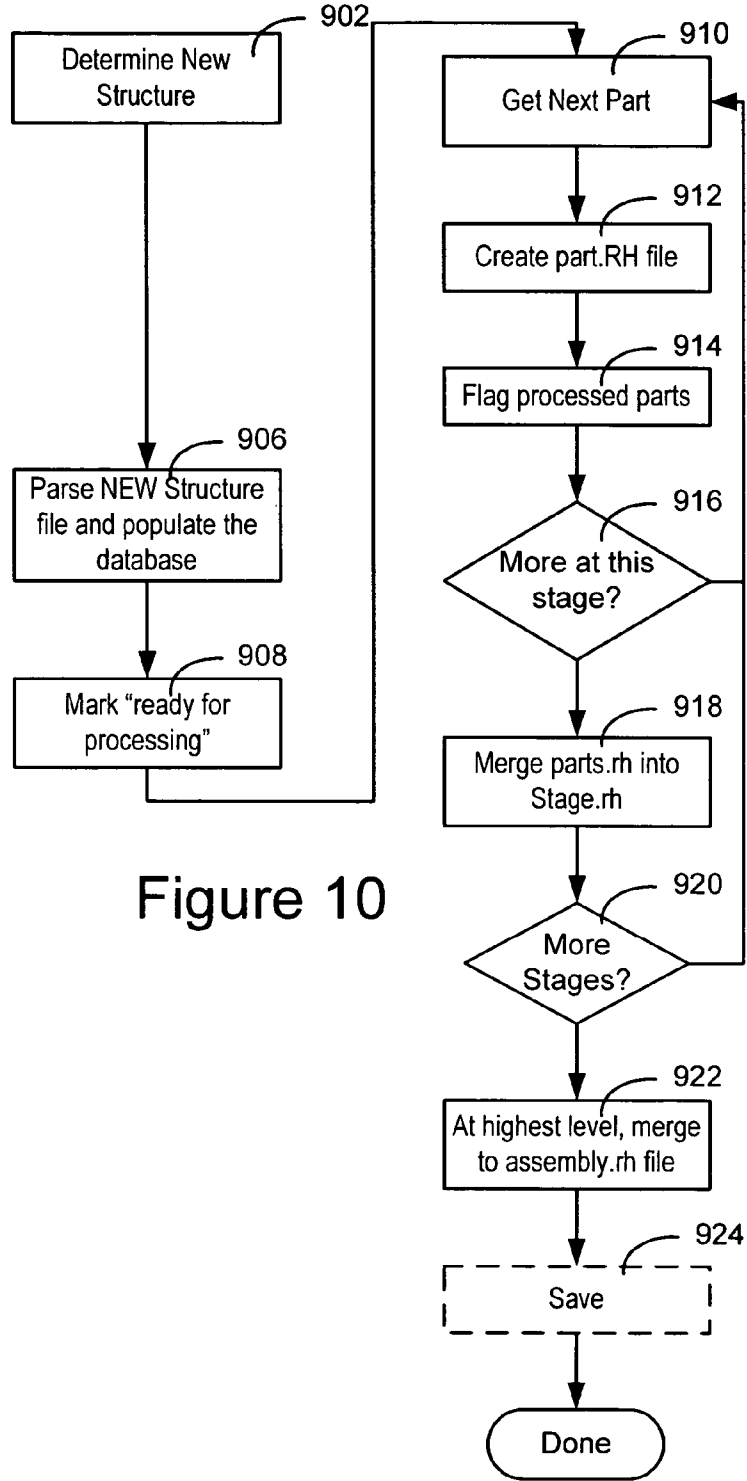 902
Determine New
Structure
906
Parse NEW Structure
file and populate the
database
908
Mark “ready for
processing”
Figure 10
910
Get Next Part
912
Create part.RH file
914
Flag processed parts
916
More at this
stage?
918
Merge parts.rh into
Stage.rh
920
More
Stages?
922
At highest level, merge
to assembly.rh file
924
Save
Done